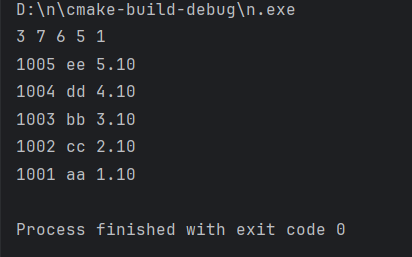 D:\n\cmake-build-debug\n.exe
3 7 6 5 1
1005 ee 5.10
1004 dd 4.10
1003 bb 3.10
1002 cc 2.10
1001 aa 1.10
Process finished with exit code 0